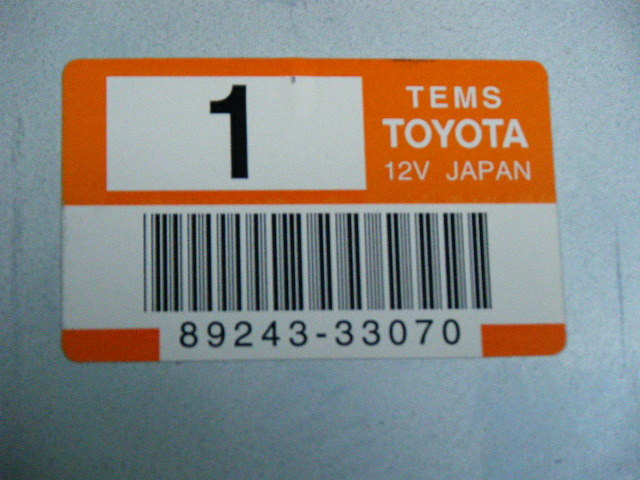 1
TEMS
TOYOTA
12V JAPAN
89243-33070